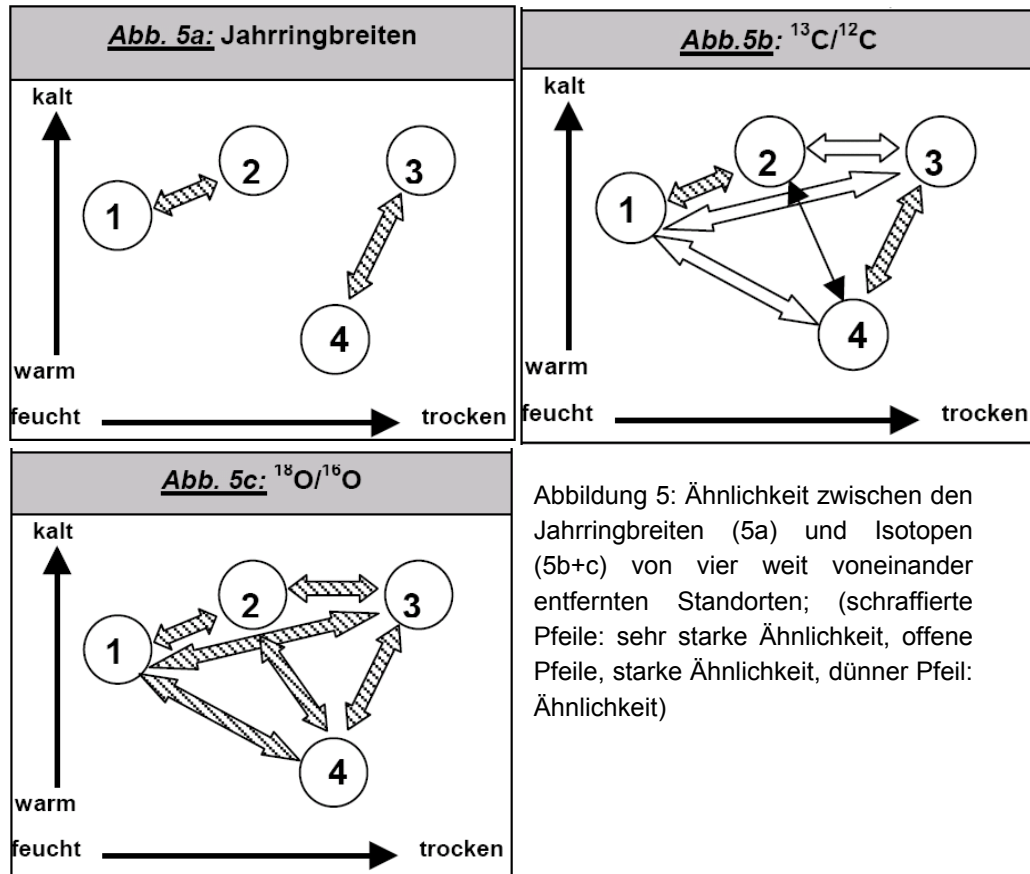 Abb. 5a: Jahrringbreiten
kalt
2
3
1
4
warm
feucht
trocken
Abb.5b: ¹³C/¹²C
kalt
2
3
1
4
warm
feucht
trocken
Abb. 5c: ¹⁸O/¹⁶O
kalt
2
3
1
4
warm
feucht
trocken
Abbildung 5: Ähnlichkeit zwischen den
Jahrringbreiten (5a) und Isotopen
(5b+c) von vier weit voneinander
entfernten Standorten; (schraffierte
Pfeile: sehr starke Ähnlichkeit, offene
Pfeile, starke Ähnlichkeit, dünner Pfeil:
Ähnlichkeit)